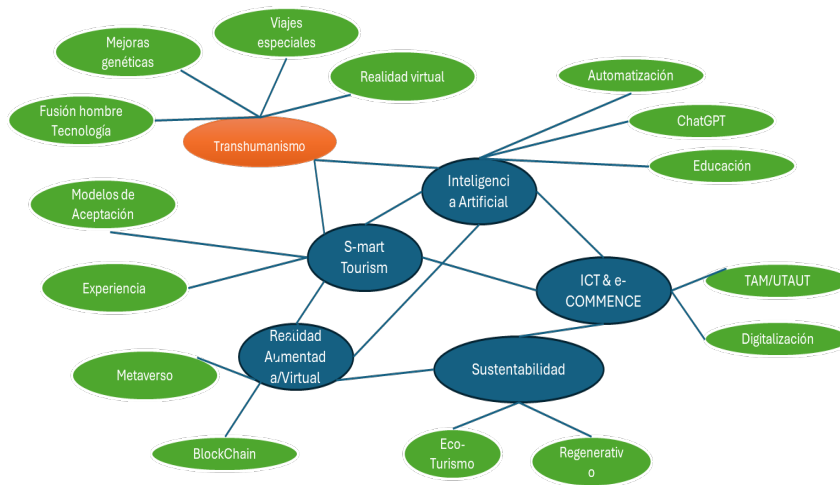 Viajes
especiales
Mejoras
genéticas
Realidad virtual
Automatización
Fusión hombre
Tecnología
ChatGPT
Transhumanismo
Educación
Inteligenci
a Artificial
Modelos de
Aceptación
S-mart
Tourism
Experiencia
ICT & e-
COMMENCE
TAM/UTAUT
Digitalización
Realidad
Aumentad
a/Virtual
Sustentabilidad
Metaverso
BlockChain
Eco-
Turismo
Regenerativ
o